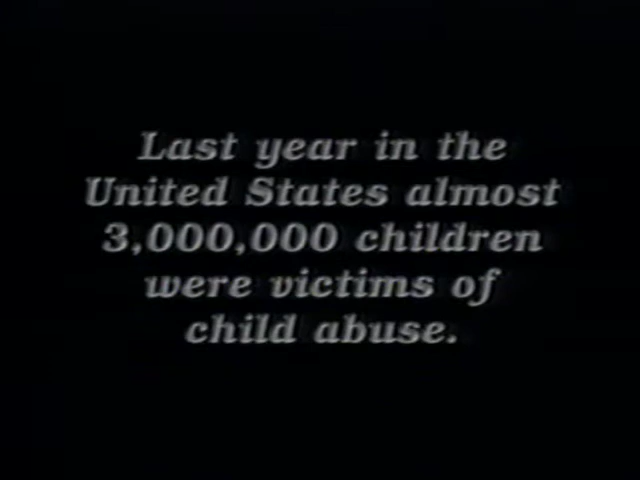 Last year in the
United States almost
3,000,000 children
were victims of
child abuse.